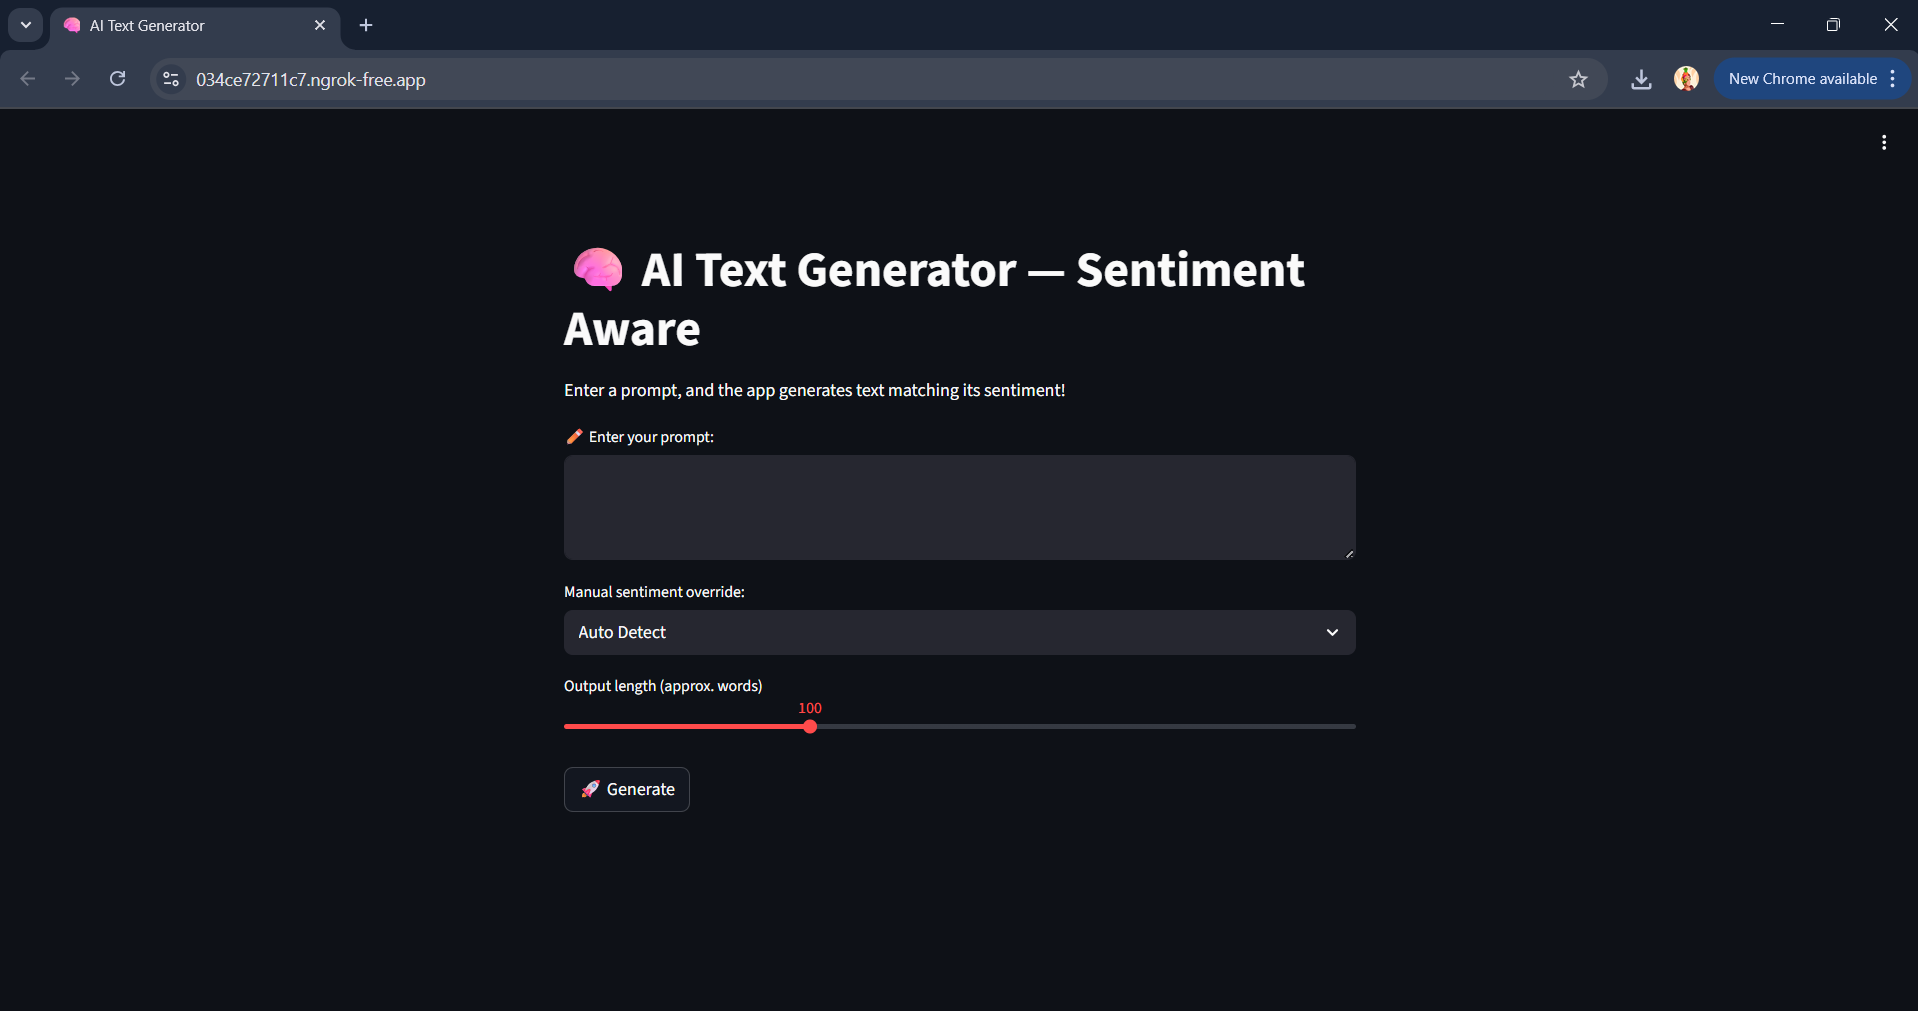 AI Text Generator
034ce72711c7.ngrok-free.app
New Chrome available
AI Text Generator — Sentiment
Aware
Enter a prompt, and the app generates text matching its sentiment!
Enter your prompt:
Manual sentiment override:
Auto Detect
Output length (approx. words)
100
Generate